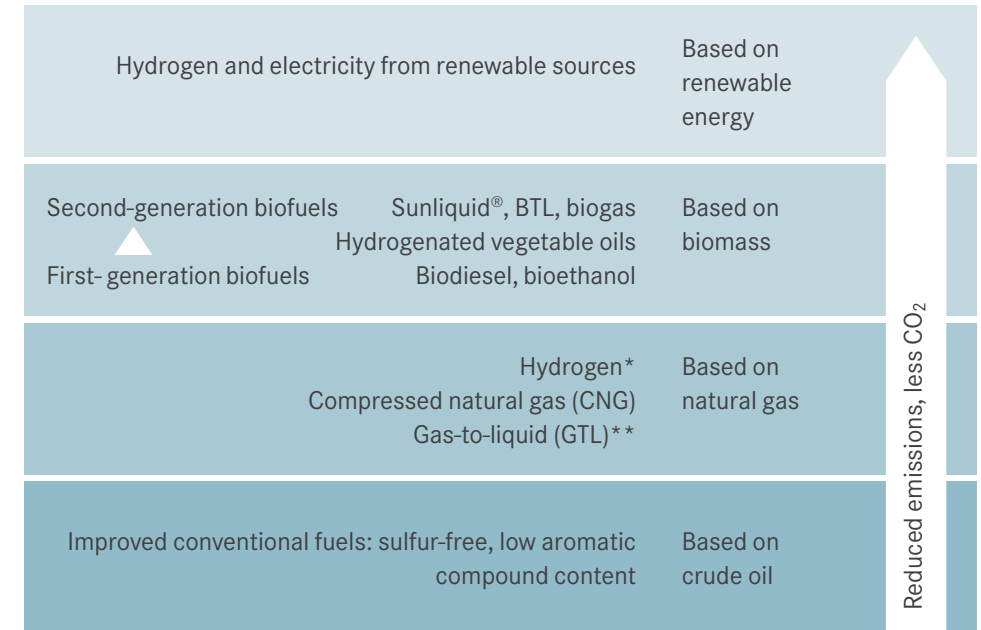 Hydrogen and electricity from renewable sources
Based on
renewable
energy
Second-generation biofuels
First- generation biofuels
Sunliquid®, BTL, biogas
Hydrogenated vegetable oils
Biodiesel, bioethanol
Based on
biomass
Hydrogen*
Compressed natural gas (CNG)
Gas-to-liquid (GTL)**
Based on
natural gas
Improved conventional fuels: sulfur-free, low aromatic
compound content
Based on
crude oil
Reduced emissions, less CO₂